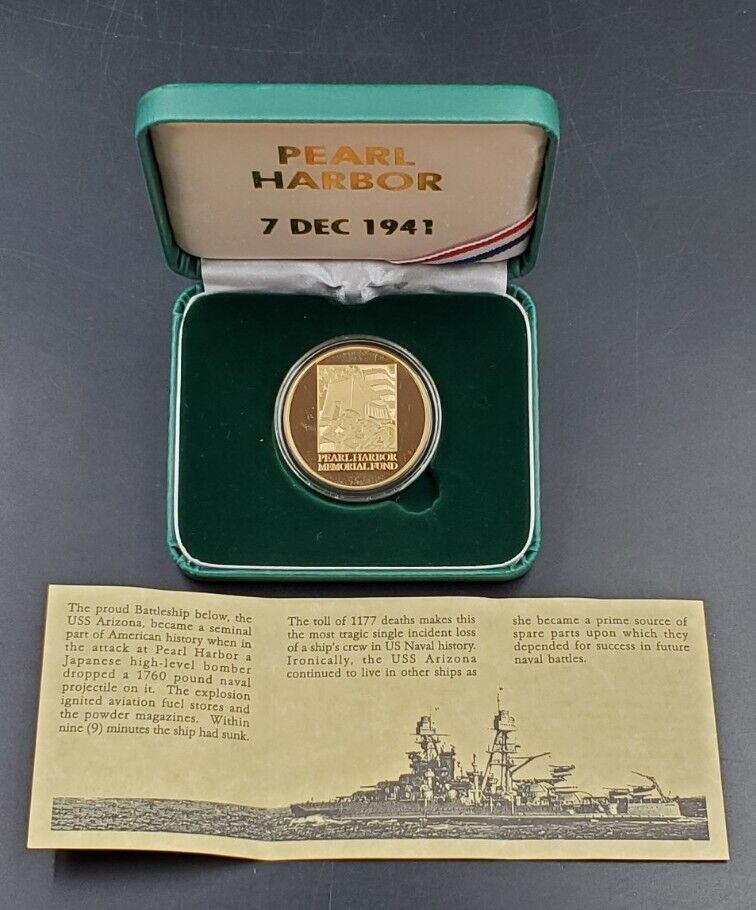 PEARL
HARBOR
7 DEC 1941
PEARL HARBOR
MEMORIAL FUND
The proud Battleship below, the
USS Arizona, became a seminal
part of American history when in
the attack at Pearl Harbor a
Japanese high-level bomber
dropped a 1760 pound naval
projectile on it. The explosion
ignited aviation fuel stores and
the powder magazines. Within
nine (9) minutes the ship had sunk.
The toll of 1177 deaths makes this
the most tragic single incident loss
of a ship's crew in US Naval history.
Ironically, the USS Arizona
continued to live in other ships as
she became a prime source of
spare parts upon which they
depended for success in future
naval battles.